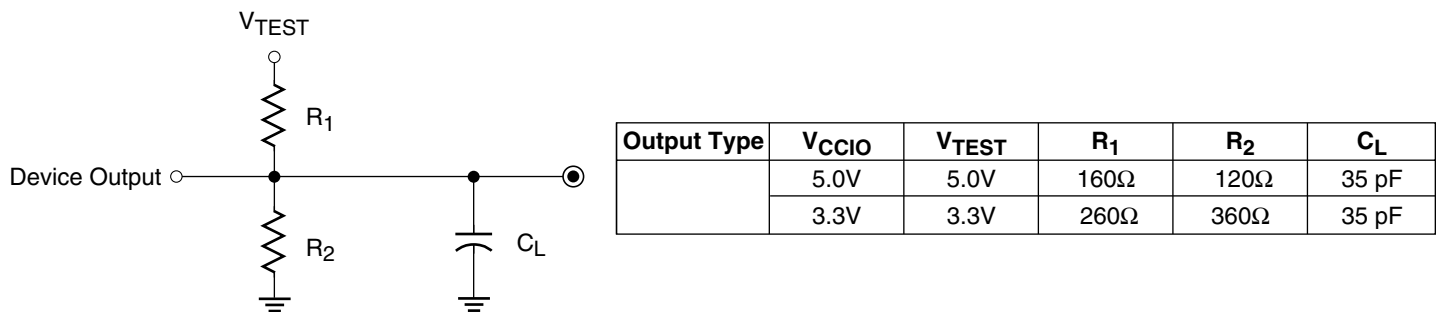 VTEST
R1
Device Output
R2
CL
Output Type VCCIO VTEST R1 R2 CL
5.0V 5.0V 160Ω 120Ω 35 pF
3.3V 3.3V 260Ω 360Ω 35 pF